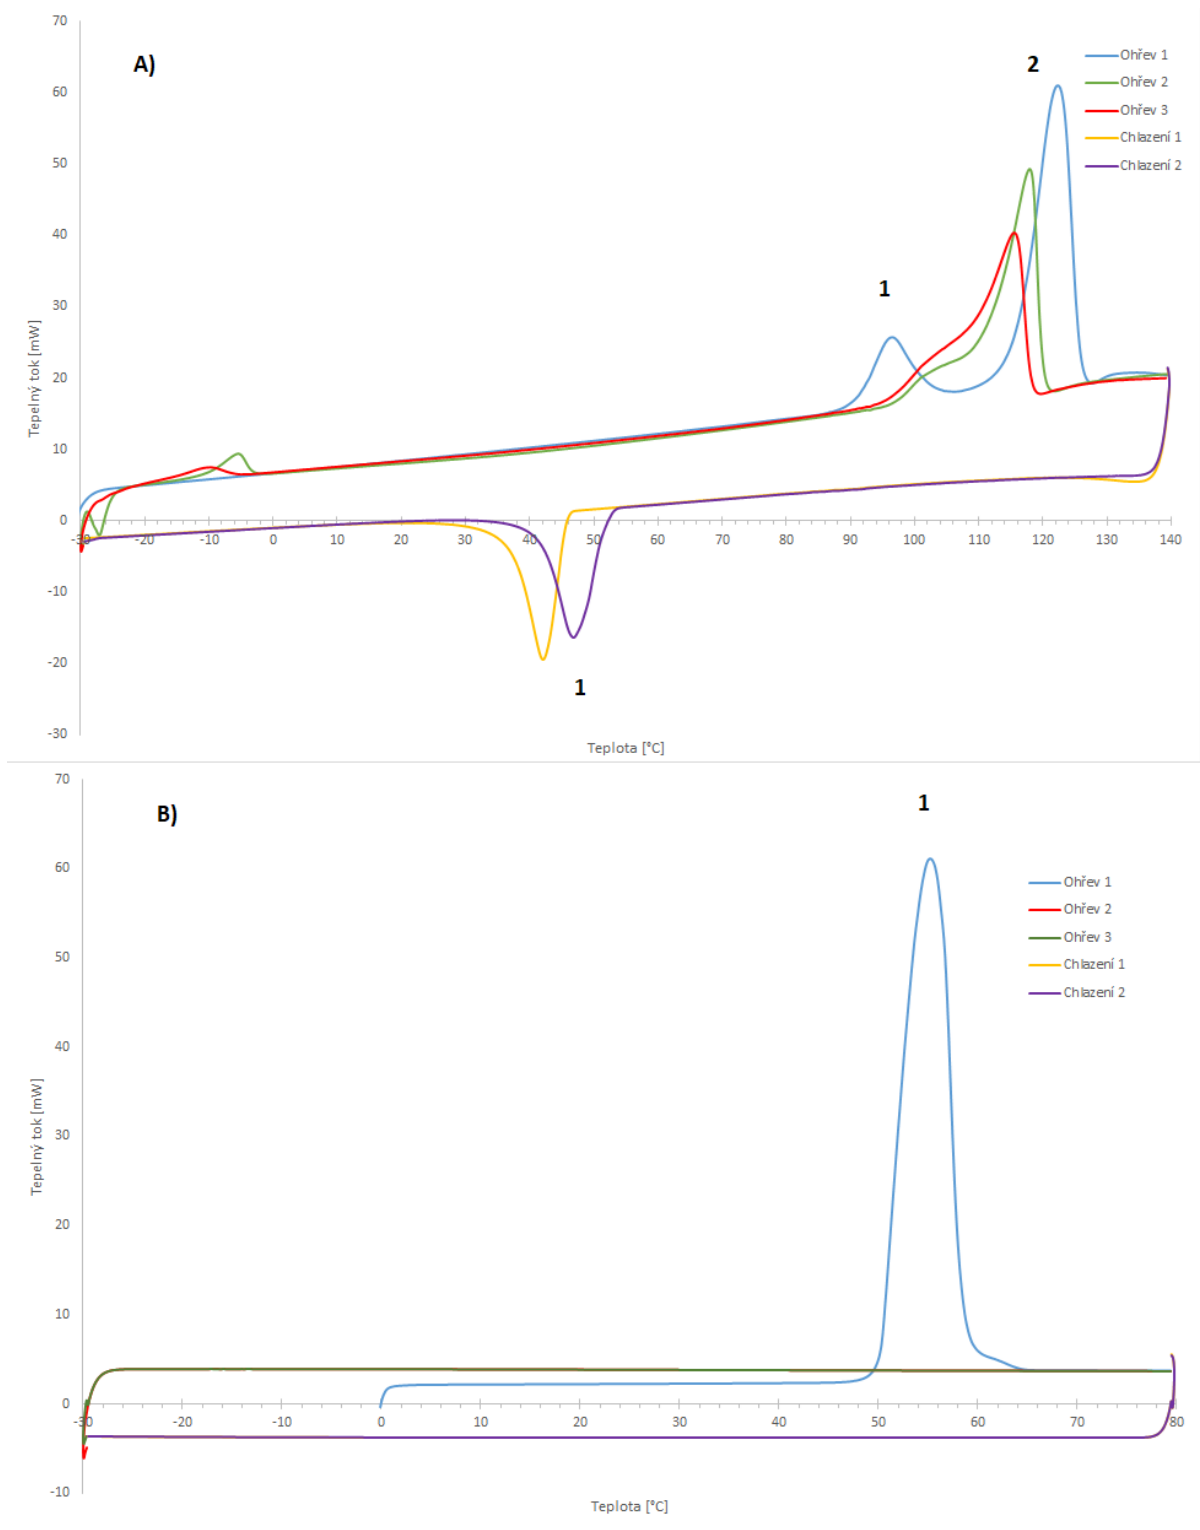 70
A)
2
Ohřev 1
60
Ohřev 2
Ohřev 3
Chlazení 1
50
Chlazení 2
40
1
30
Tepelný tok [mW]
20
10
0
-30 -20 -10 0 10 20 30 40 50 60 70 80 90 100 110 120 130 140
-10
-20
1
-30
Teplota [°C]
70
B)
1
60
Ohřev 1
Ohřev 2
Ohřev 3
50
Chlazení 1
Chlazení 2
40
Tepelný tok [mW]
30
20
10
0
-30 -20 -10 0 10 20 30 40 50 60 70 80
-10
Teplota [°C]